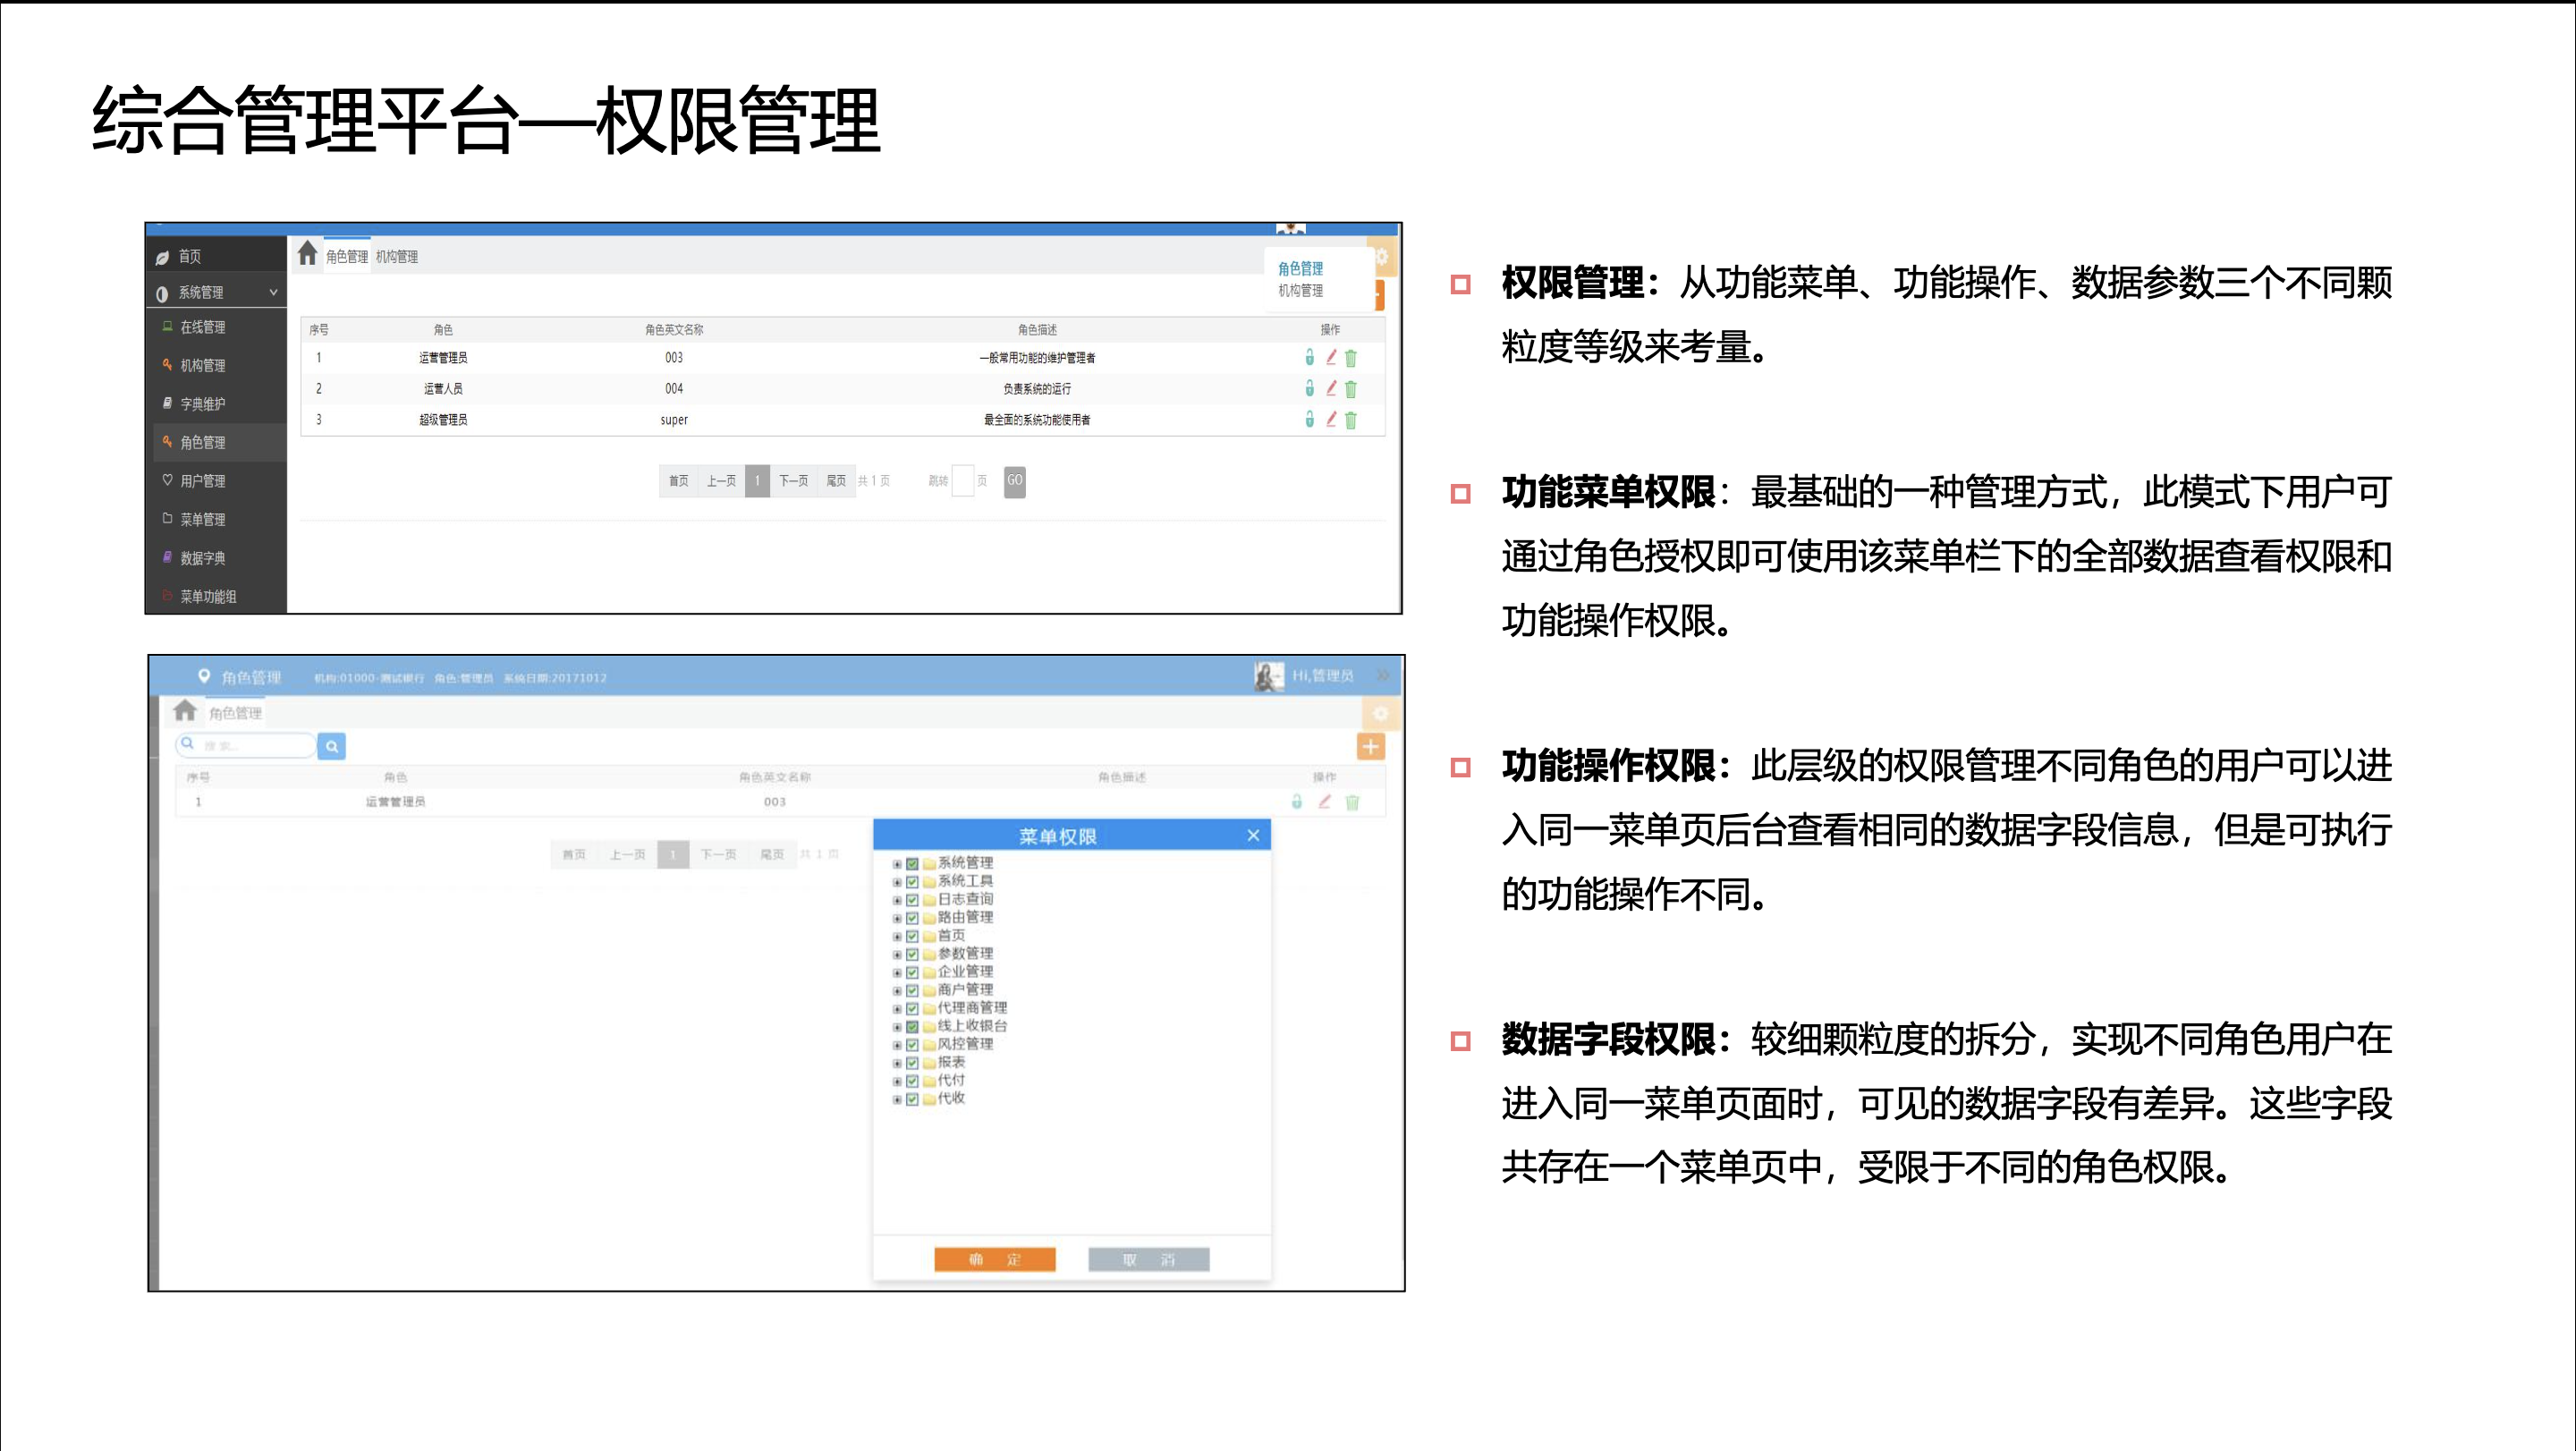 综合管理平台—权限管理
首页
角色管理 机构管理
角色管理
机构管理
系统管理
在线管理
机构管理
字典维护
角色管理
用户管理
菜单管理
数据字典
菜单功能组
序号 角色 角色英文名称 角色描述 操作
1 运营管理员 003 一般常用功能的维护管理者
2 运营人员 004 负责系统的运行
3 超级管理员 super 最全面的系统功能使用者
首页 上一页 1 下一页 尾页 共 1 页 跳转 页 GO
角色管理 机构:01000-测试银行 角色:管理员 系统日期:20171012 Hi,管理员
角色管理
搜索...
序号 角色 角色英文名称 角色描述 操作
1 运营管理员 003
首页 上一页 1 下一页 尾页 共 1 页
菜单权限
系统管理
系统工具
日志查询
路由管理
首页
参数管理
企业管理
商户管理
代理商管理
线上收银台
风控管理
报表
代付
代收
确 定 取 消
权限管理：从功能菜单、功能操作、数据参数三个不同颗
粒度等级来考量。
功能菜单权限：最基础的一种管理方式，此模式下用户可
通过角色授权即可使用该菜单栏下的全部数据查看权限和
功能操作权限。
功能操作权限：此层级的权限管理不同角色的用户可以进
入同一菜单页后台查看相同的数据字段信息，但是可执行
的功能操作不同。
数据字段权限：较细颗粒度的拆分，实现不同角色用户在
进入同一菜单页面时，可见的数据字段有差异。这些字段
共存在一个菜单页中，受限于不同的角色权限。